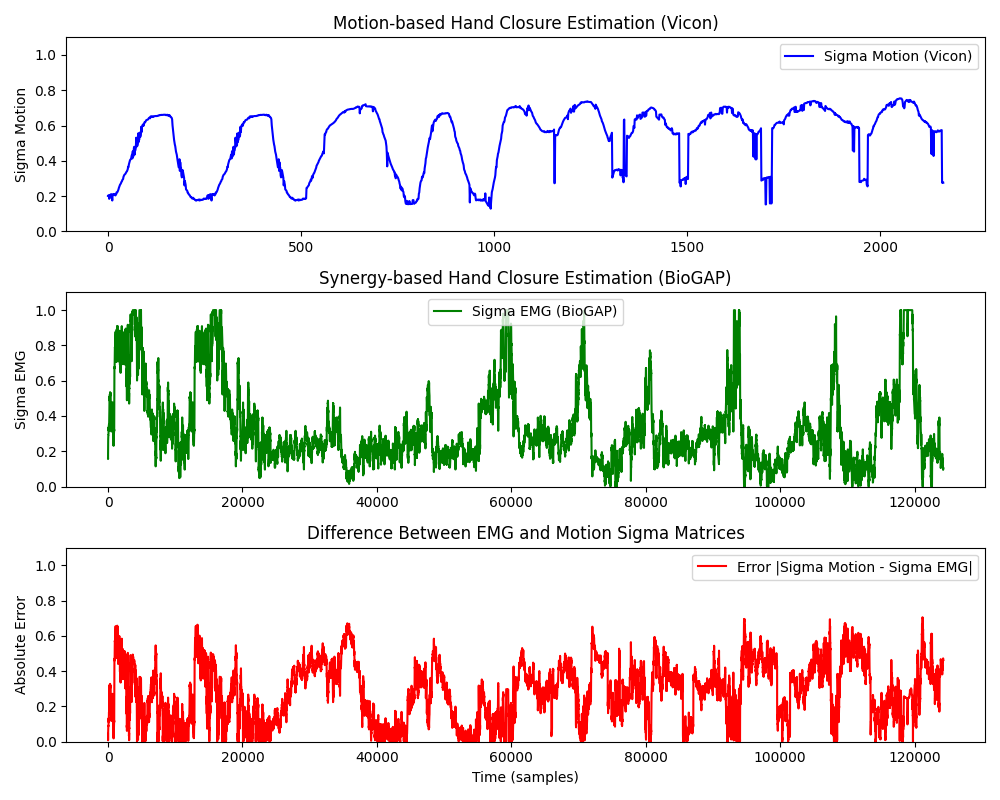 Motion-based Hand Closure Estimation (Vicon)
Sigma Motion
1.0
0.8
0.6
0.4
0.2
0.0
Sigma Motion (Vicon)
0 500 1000 1500 2000
Synergy-based Hand Closure Estimation (BioGAP)
Sigma EMG
1.0
0.8
0.6
0.4
0.2
0.0
Sigma EMG (BioGAP)
0 20000 40000 60000 80000 100000 120000
Difference Between EMG and Motion Sigma Matrices
Absolute Error
1.0
0.8
0.6
0.4
0.2
0.0
Error |Sigma Motion - Sigma EMG|
0 20000 40000 60000 80000 100000 120000
Time (samples)